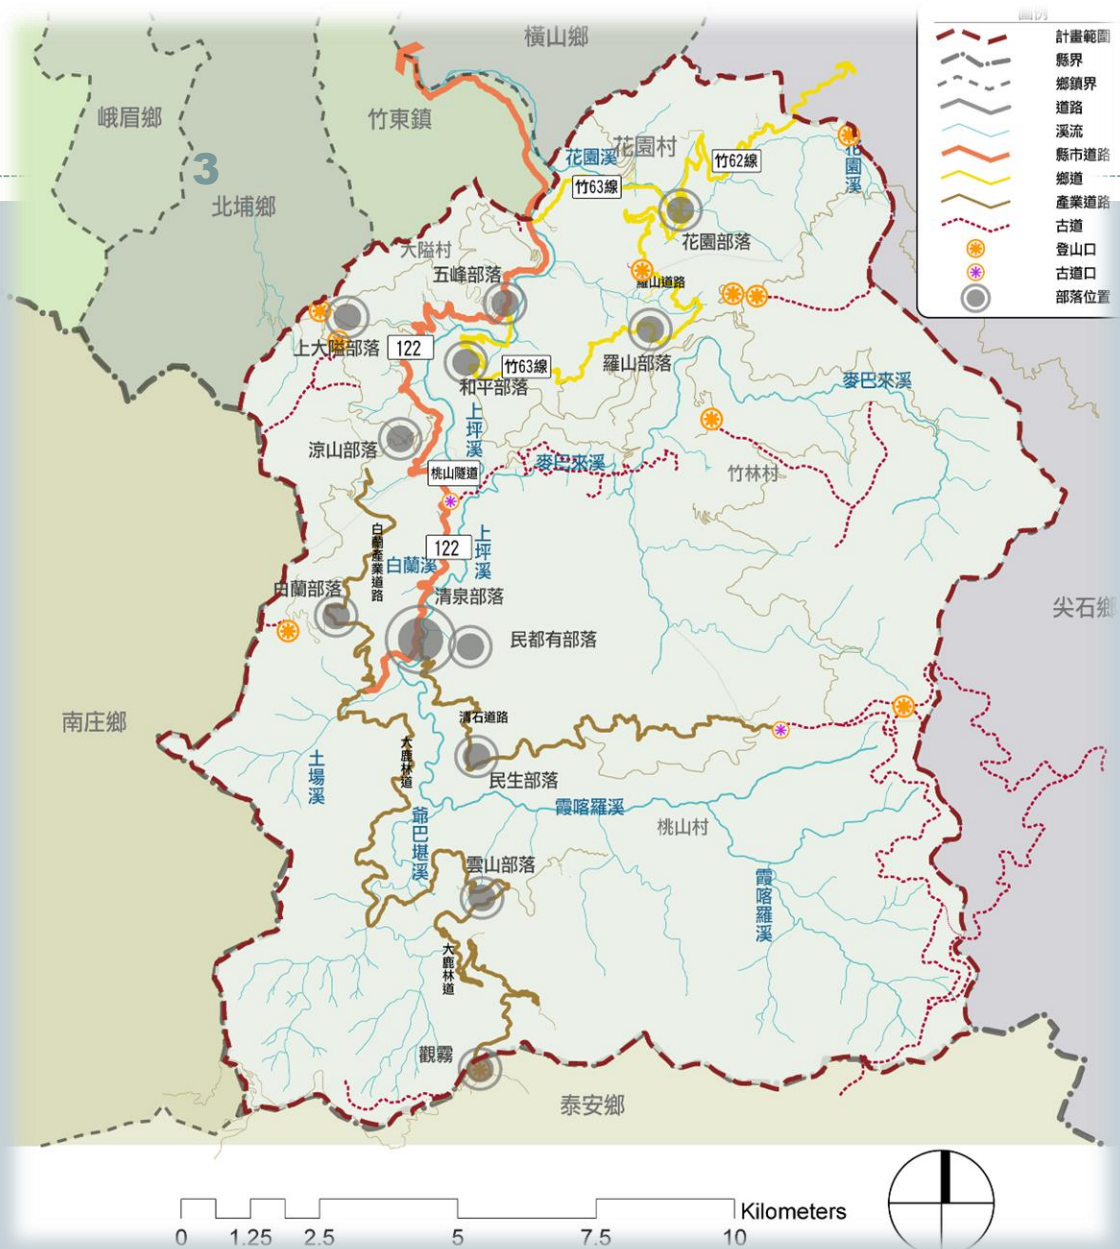 橫山鄉
圖例
計畫範圍
縣界
鄉鎮界
道路
溪流
縣市道路
鄉道
產業道路
古道
登山口
古道口
部落位置
峨眉鄉
竹東鎮
3
花園村
花園溪
竹62線
花園溪
竹63線
北埔鄉
大隘村
花園部落
五峰部落
羅山道路
上大隘部落
122
竹63線
羅山部落
和平部落
麥巴來溪
上坪溪
涼山部落
桃山隧道
麥巴來溪
竹林村
白蘭產業道路
122
上坪溪
白蘭溪
白蘭部落
清泉部落
尖石鄉
民都有部落
南庄鄉
清石道路
大鹿林道
土場溪
民生部落
霞喀羅溪
爺巴堪溪
桃山村
雲山部落
霞喀羅溪
大鹿林道
觀霧
泰安鄉
Kilometers
0 1.25 2.5 5 7.5 10